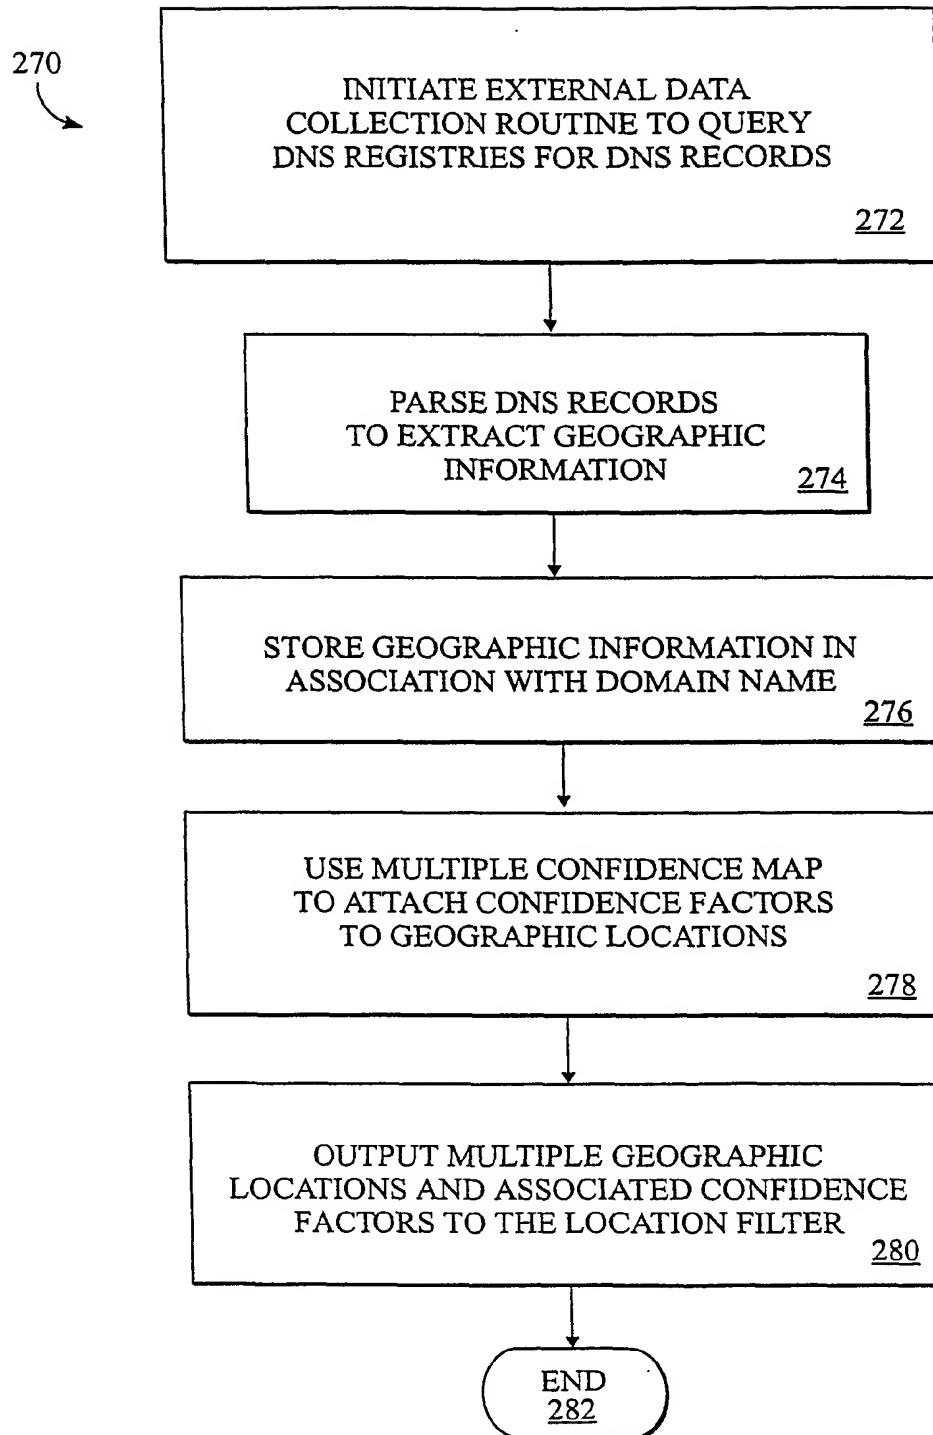 270
INITIATE EXTERNAL DATA
COLLECTION ROUTINE TO QUERY
DNS REGISTRIES FOR DNS RECORDS
272
PARSE DNS RECORDS
TO EXTRACT GEOGRAPHIC
INFORMATION
274
STORE GEOGRAPHIC INFORMATION IN
ASSOCIATION WITH DOMAIN NAME
276
USE MULTIPLE CONFIDENCE MAP
TO ATTACH CONFIDENCE FACTORS
TO GEOGRAPHIC LOCATIONS
278
OUTPUT MULTIPLE GEOGRAPHIC
LOCATIONS AND ASSOCIATED CONFIDENCE
FACTORS TO THE LOCATION FILTER
280
END
282